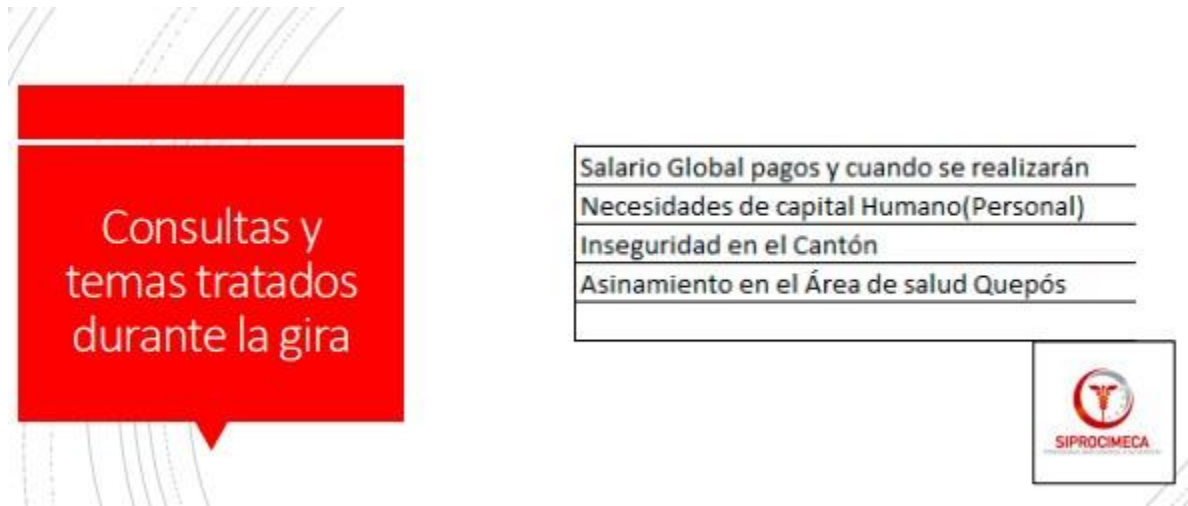 Consultas y
temas tratados
durante la gira
Salario Global pagos y cuando se realizarán
Necesidades de capital Humano(Personal)
Inseguridad en el Cantón
Asinamiento en el Área de salud Quepós
SIPROCIMECA